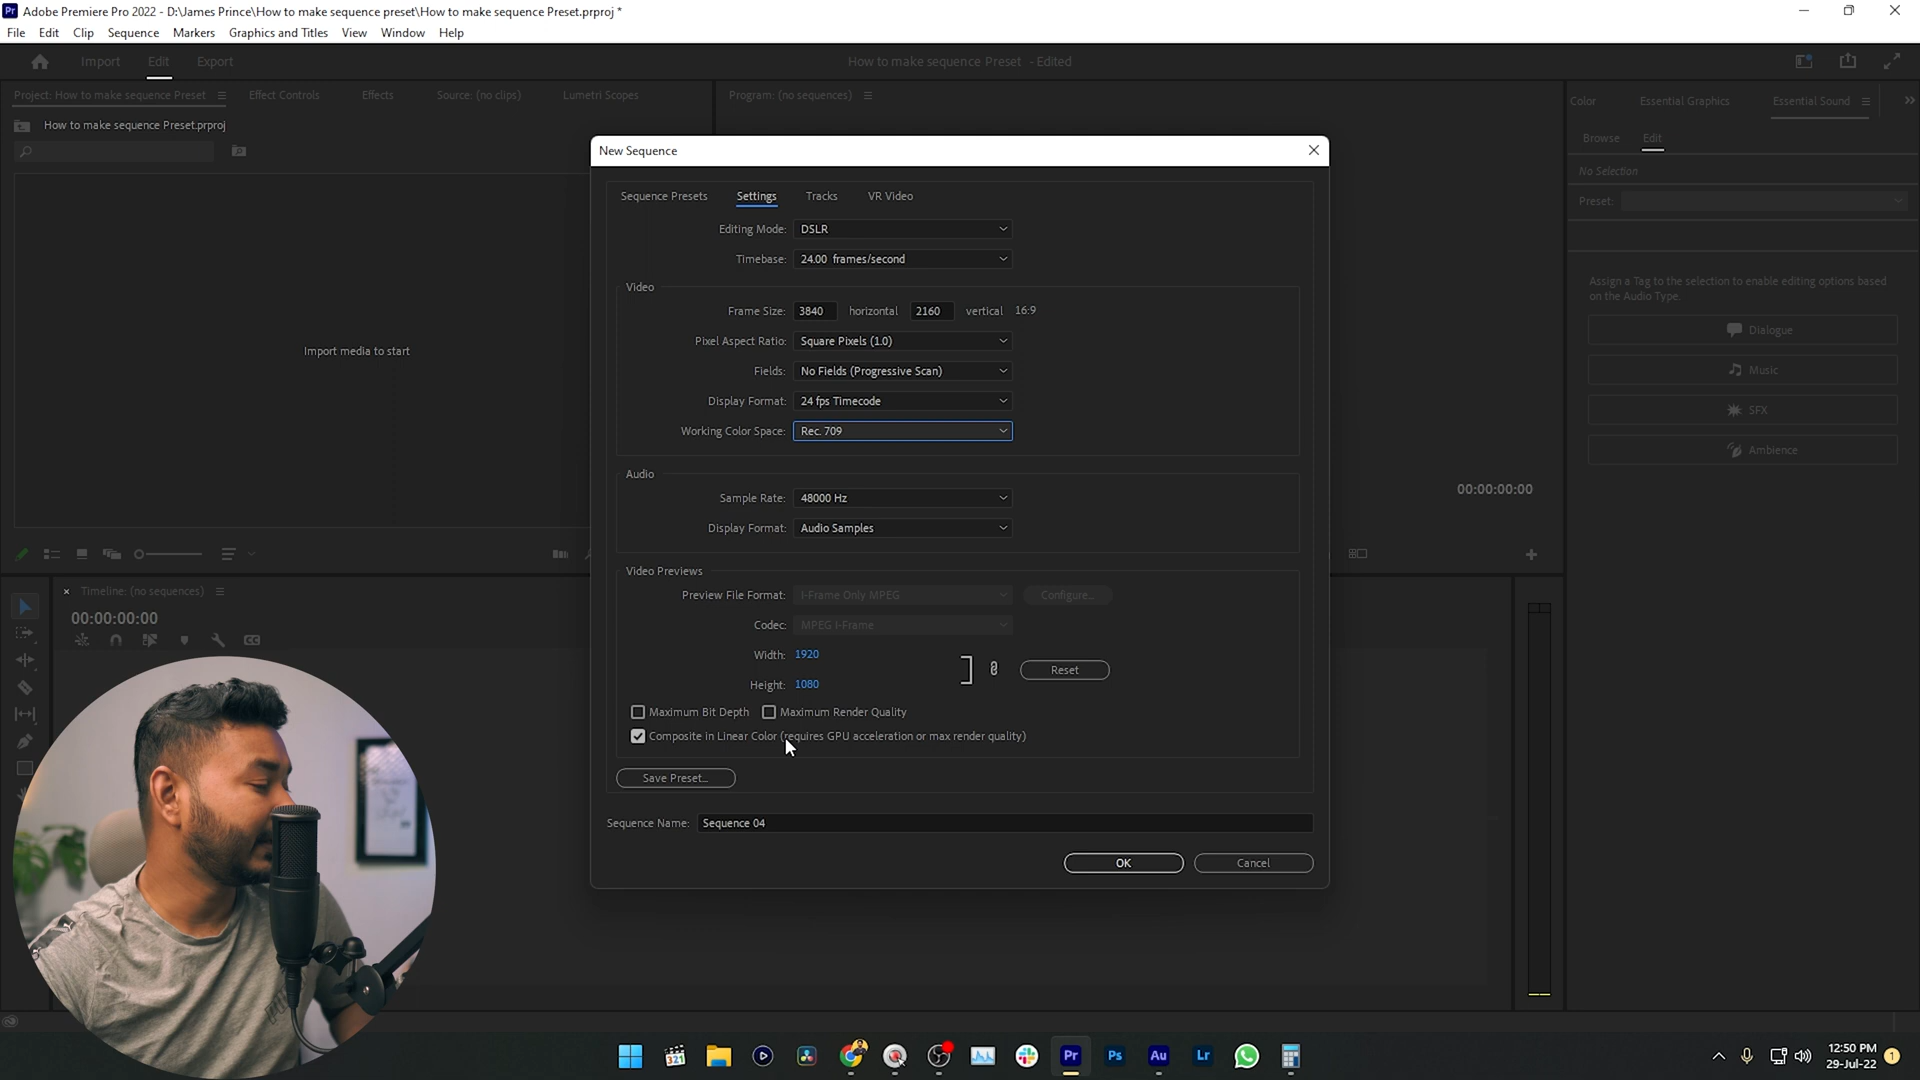 Pr Adobe Premiere Pro 2022 - D:\James Prince\How to make sequence preset\How to make sequence Preset.prproj *
File Edit Clip Sequence Markers Graphics and Titles View Window Help
Import Edit Export How to make sequence Preset - Edited
Project: How to make sequence Preset Effect Controls Effects Source: (no clips) Lumetri Scopes Program: (no sequences) Color Essential Graphics Essential Sound
How to make sequence Preset.prproj
Browse Edit
No Selection
Preset:
Import media to start
Assign a Tag to the selection to enable editing options based
on the Audio Type.
Dialogue
Music
SFX
Ambience
00:00:00:00
New Sequence
Sequence Presets Settings Tracks VR Video
Editing Mode: DSLR
Timebase: 24.00 frames/second
Video
Frame Size: 3840 horizontal 2160 vertical 16:9
Pixel Aspect Ratio: Square Pixels (1.0)
Fields: No Fields (Progressive Scan)
Display Format: 24 fps Timecode
Working Color Space: Rec. 709
Audio
Sample Rate: 48000 Hz
Display Format: Audio Samples
Video Previews
Preview File Format: I-Frame Only MPEG Configure...
Codec: MPEG I-Frame
Width: 1920
Height: 1080
Reset
Maximum Bit Depth Maximum Render Quality
Composite in Linear Color (requires GPU acceleration or max render quality)
Save Preset...
Sequence Name: Sequence 04
OK Cancel
Timeline: (no sequences)
00:00:00:00
CC
321 Pr Ps Au Lr
12:50 PM
29-Jul-22
1